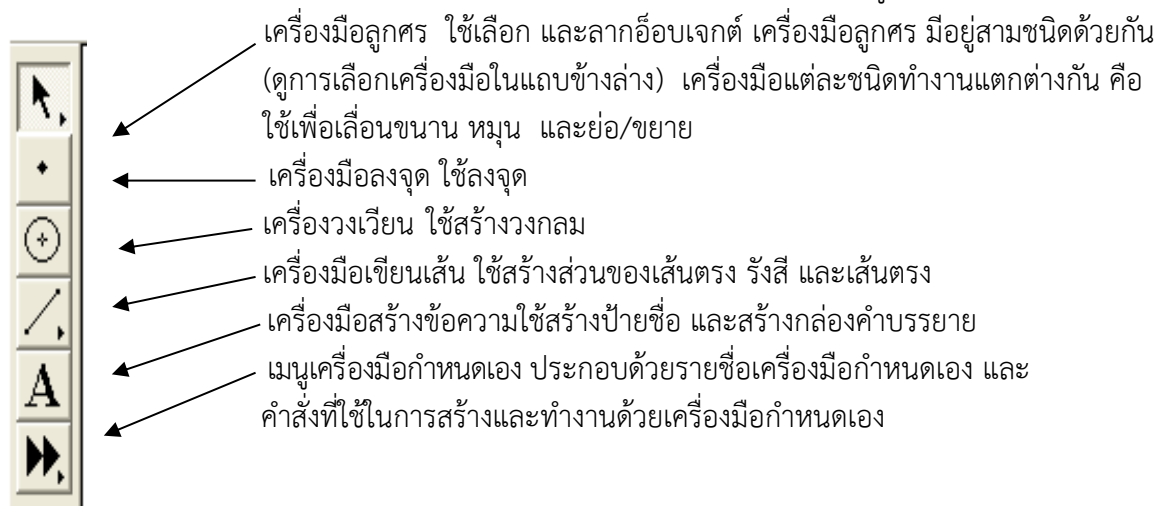 เครื่องมือลูกศร ใช้เลือก และลากอ็อบเจกต์ เครื่องมือลูกศร มีอยู่สามชนิดด้วยกัน
(ดูการเลือกเครื่องมือในแถบข้างล่าง) เครื่องมือแต่ละชนิดทำงานแตกต่างกัน คือ
ใช้เพื่อเลื่อนขนาน หมุน และย่อ/ขยาย
เครื่องมือลงจุด ใช้ลงจุด
เครื่องวงเวียน ใช้สร้างวงกลม
เครื่องมือเขียนเส้น ใช้สร้างส่วนของเส้นตรง รังสี และเส้นตรง
เครื่องมือสร้างข้อความใช้สร้างป้ายชื่อ และสร้างกล่องคำบรรยาย
A
เมนูเครื่องมือกำหนดเอง ประกอบด้วยรายชื่อเครื่องมือกำหนดเอง และ
คำสั่งที่ใช้ในการสร้างและทำงานด้วยเครื่องมือกำหนดเอง